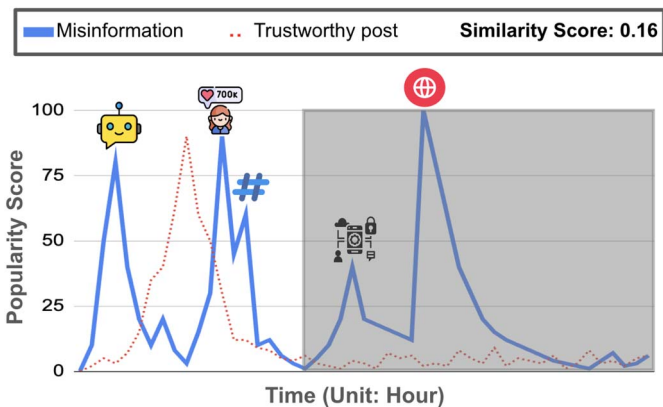 Misinformation .. Trustworthy post Similarity Score: 0.16
700K
#
100
75
50
25
0
Popularity Score
Time (Unit: Hour)